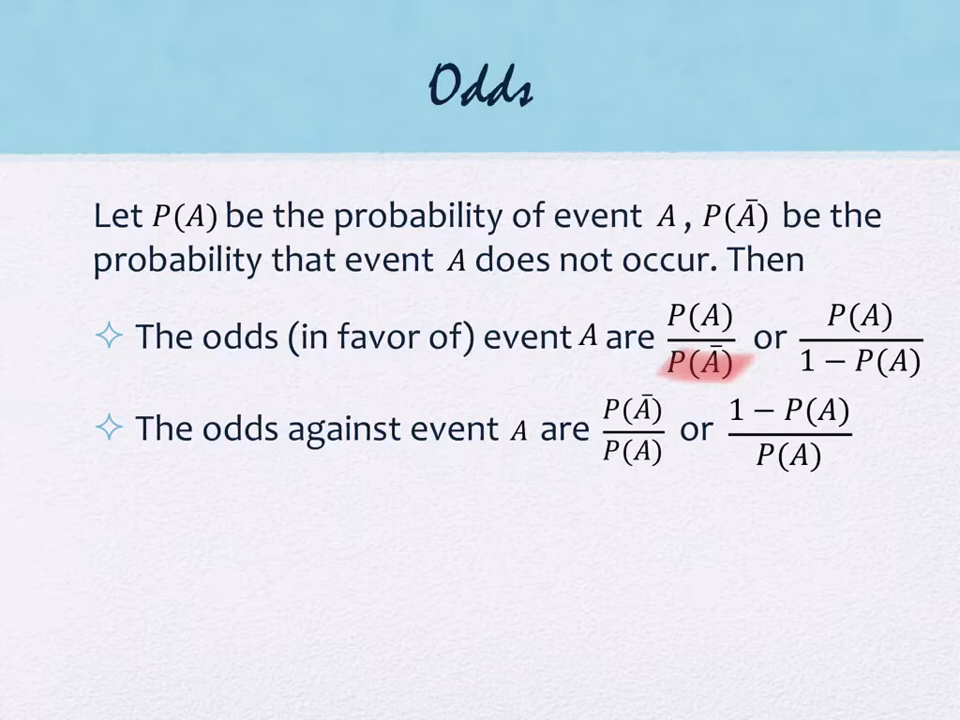 Odds
Let P(A) be the probability of event A , P(Ā) be the
probability that event A does not occur. Then
✧ The odds (in favor of) event A are P(A)/P(Ā) or P(A)/(1 − P(A))
✧ The odds against event A are P(Ā)/P(A) or (1 − P(A))/P(A)